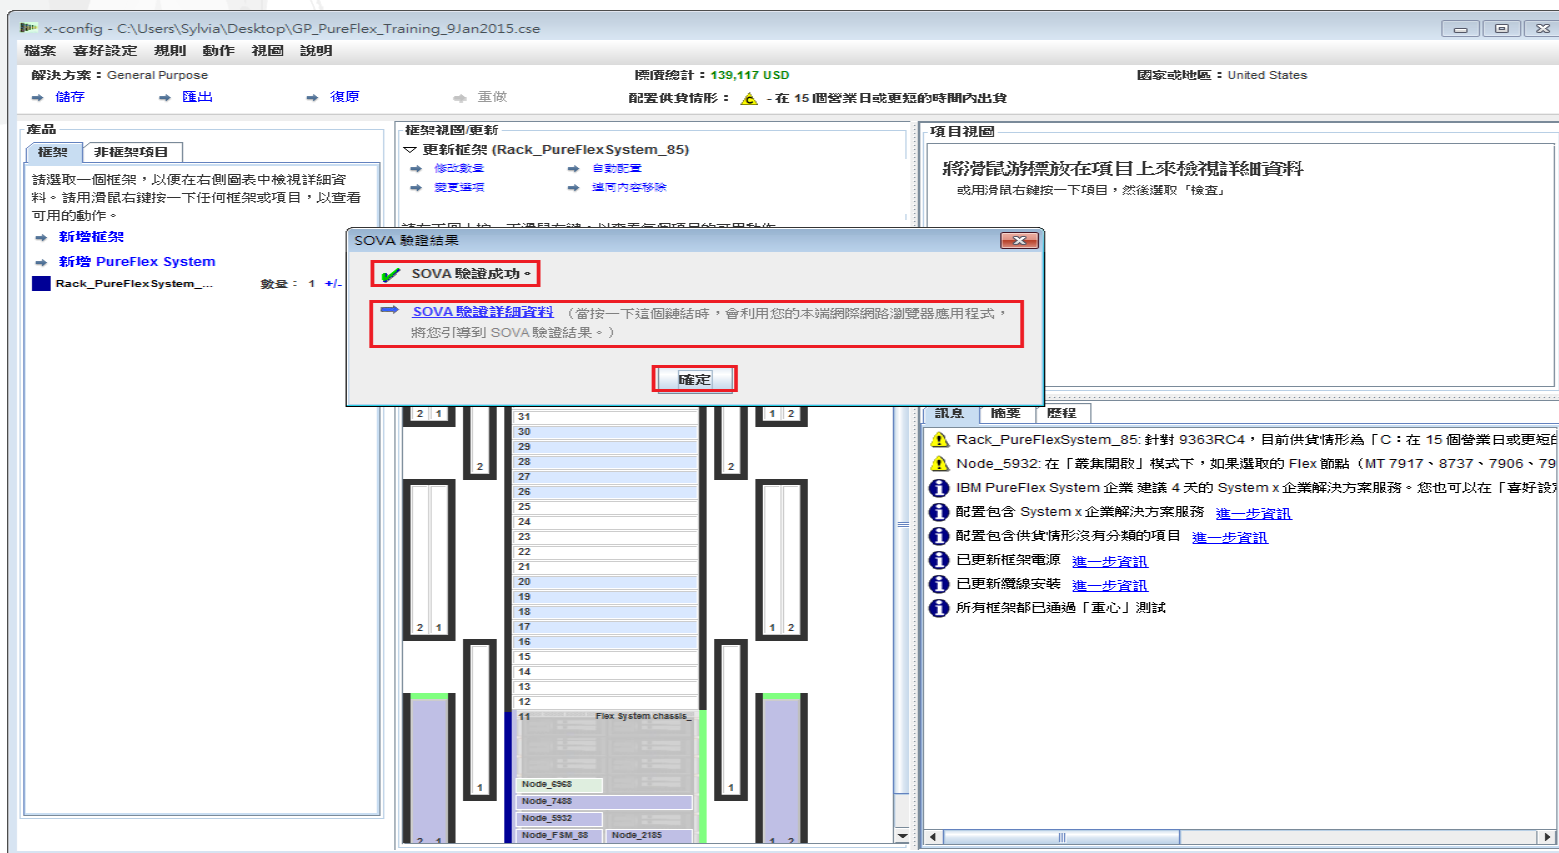 x-config - C:\Users\Sylvia\Desktop\GP_PureFlex_Training_9Jan2015.cse
檔案 喜好設定 規則 動作 視圖 說明
解決方案：General Purpose
標價總計：139,117 USD
國家或地區：United States
儲存 匯出 復原 重做
配置供貨情形： C - 在 15 個營業日或更短的時間內出貨
產品
框架 非框架項目
請選取一個框架，以便在右側圖表中檢視詳細資
料。請用滑鼠右鍵按一下任何框架或項目，以查看
可用的動作。
新增框架
新增 PureFlex System
Rack_PureFlexSystem_... 數量： 1 +/-
框架視圖/更新
更新框架 (Rack_PureFlexSystem_85)
修改數量 自動配置
變更選項 連同內容移除
項目視圖
將滑鼠游標放在項目上來檢視詳細資料
或用滑鼠右鍵按一下項目，然後選取「檢查」
SOVA 驗證結果
SOVA 驗證成功。
SOVA 驗證詳細資料 （當按一下這個鏈結時，會利用您的本端網際網路瀏覽器應用程式，
將您引導到 SOVA 驗證結果。）
確定
2 1
31
1 2
30
29
2
28
2
27
26
25
24
23
22
21
20
19
18
2 1
17
1 2
16
15
14
13
12
11 Flex System chassis_
1
Node_6968
1
Node_7488
Node_5932
Node_FSM_88 Node_2185
2 1
1 2
訊息 摘要 歷程
Rack_PureFlexSystem_85: 針對 9363RC4，目前供貨情形為「C：在 15 個營業日或更短
Node_5932: 在「叢集開啟」模式下，如果選取的 Flex 節點（MT 7917、8737、7906、79
IBM PureFlex System 企業 建議 4 天的 System x 企業解決方案服務。您也可以在「喜好設
配置包含 System x 企業解決方案服務 進一步資訊
配置包含供貨情形沒有分類的項目 進一步資訊
已更新框架電源 進一步資訊
已更新纜線安裝 進一步資訊
所有框架都已通過「重心」測試